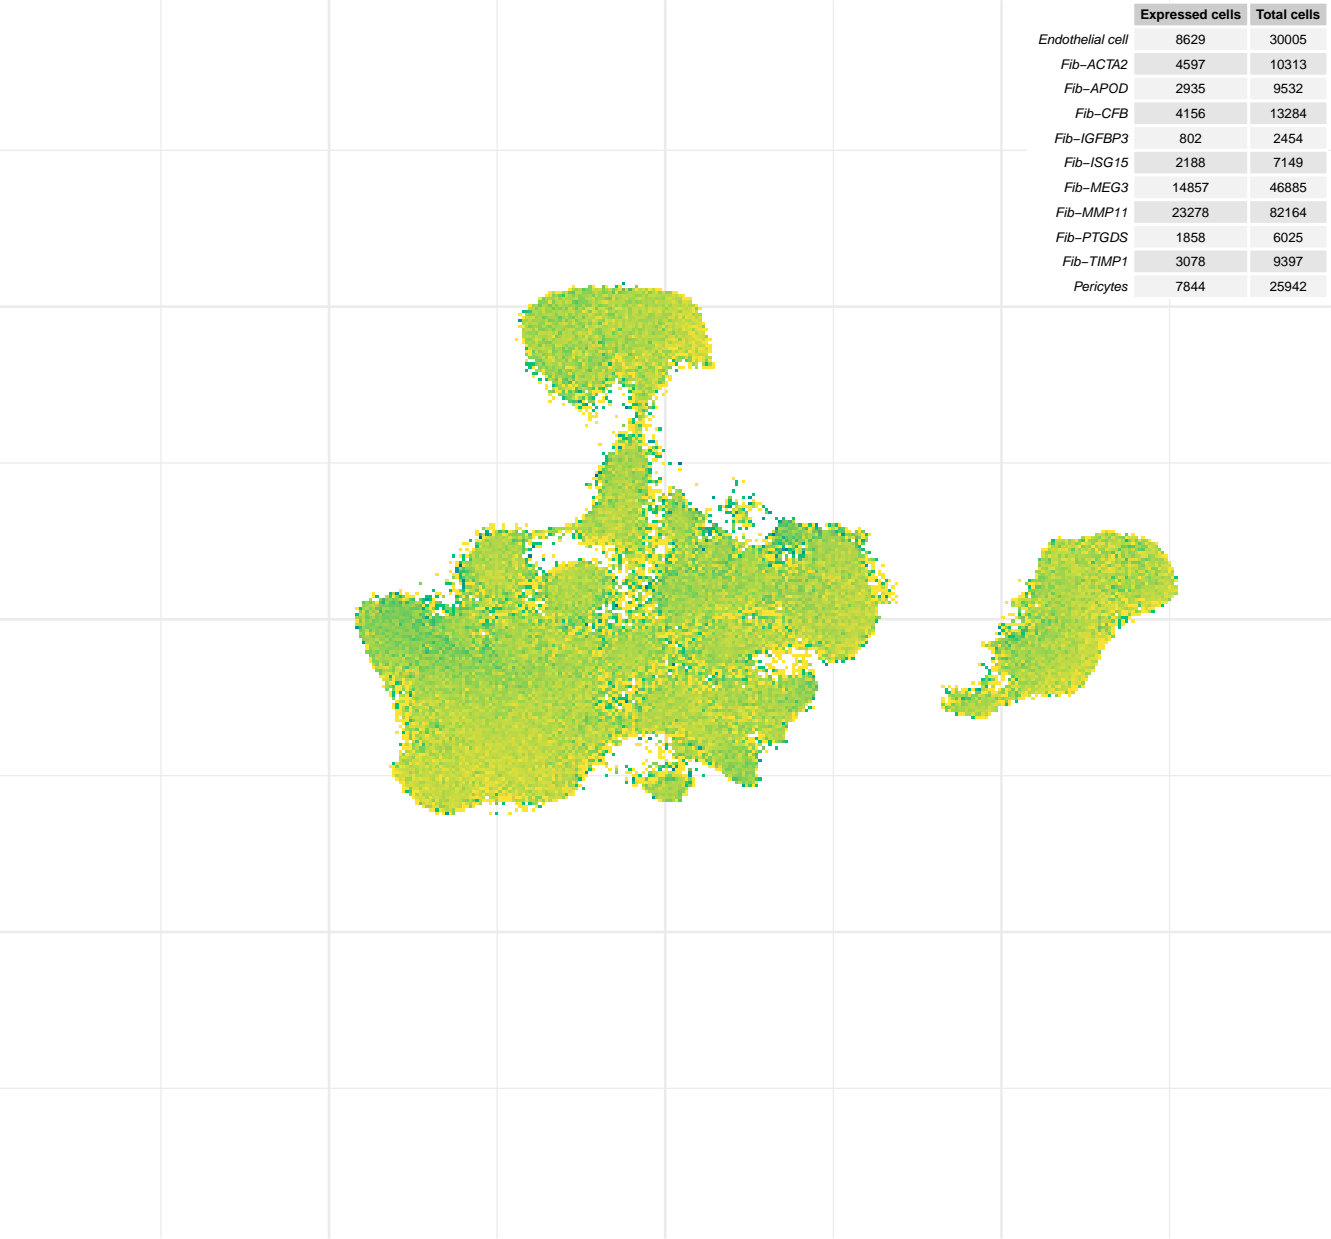 Expressed cells Total cells
Endothelial cell 8629 30005
Fib−ACTA2 4597 10313
Fib−APOD 2935 9532
Fib−CFB 4156 13284
Fib−IGFBP3 802 2454
Fib−ISG15 2188 7149
Fib−MEG3 14857 46885
Fib−MMP11 23278 82164
Fib−PTGDS 1858 6025
Fib−TIMP1 3078 9397
Pericytes 7844 25942